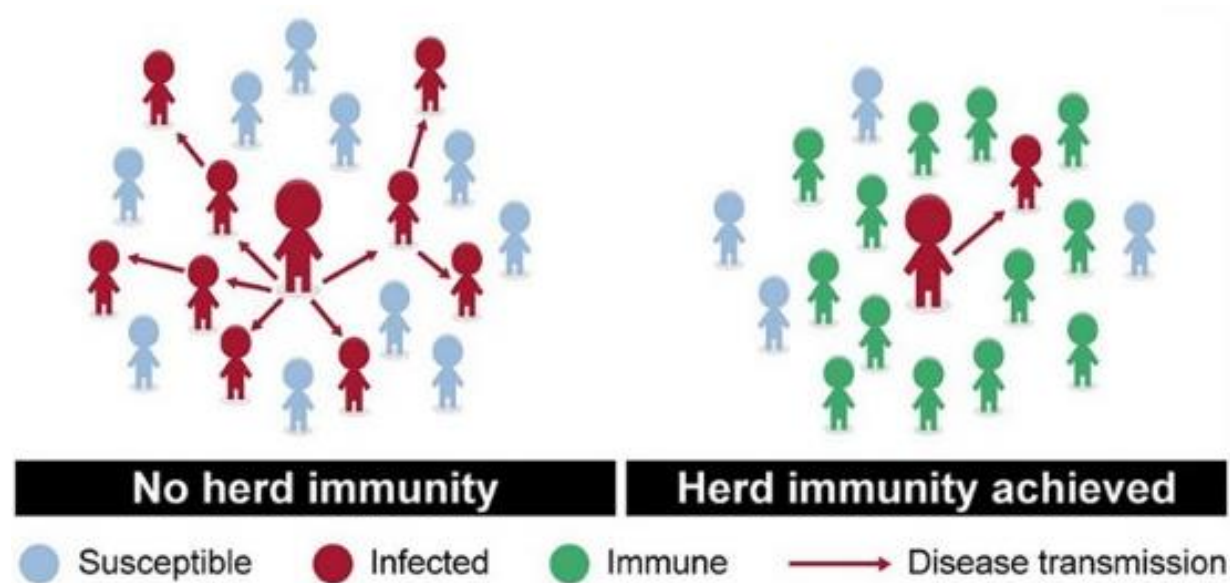 No herd immunity
Herd immunity achieved
Susceptible
Infected
Immune
Disease transmission